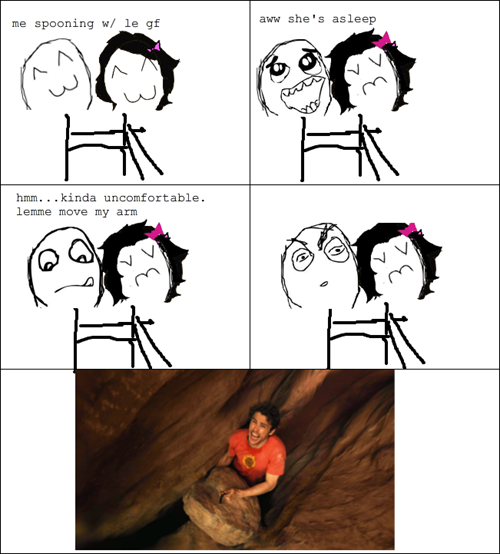 me spooning w/ le gf
aww she's asleep
hmm...kinda uncomfortable.
lemme move my arm